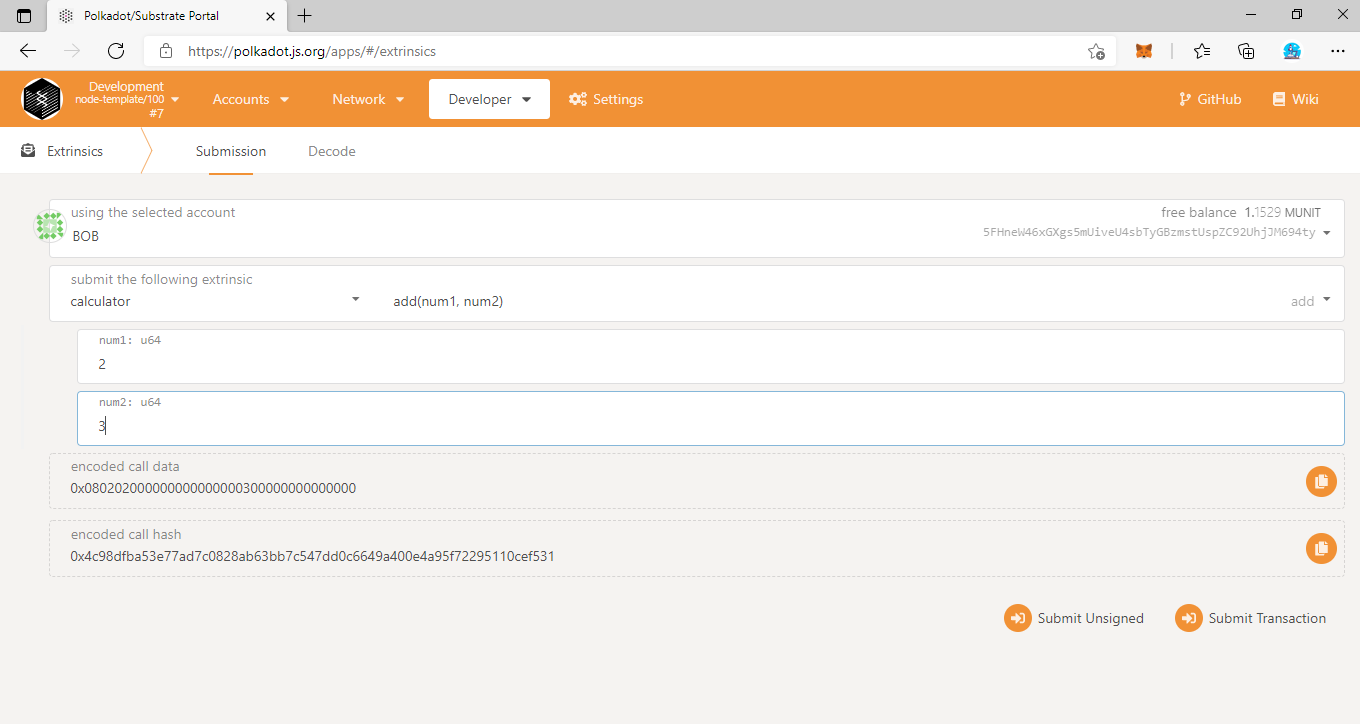 Polkadot/Substrate Portal
https://polkadot.js.org/apps/#/extrinsics
Development
node-template/100
#7
Accounts
Network
Developer
Settings
GitHub
Wiki
Extrinsics
Submission
Decode
using the selected account
free balance 1.1529 MUNIT
BOB
5FHneW46xGXgs5mUiveU4sbTyGBzmstUspZC92UhjJM694ty
submit the following extrinsic
calculator
add(num1, num2)
add
num1: u64
2
num2: u64
3
encoded call data
0x08020200000000000000030000000000000​0
encoded call hash
0x4c98dfba53e77ad7c0828ab63bb7c547dd0c6649a400e4a95f72295110cef531
Submit Unsigned
Submit Transaction